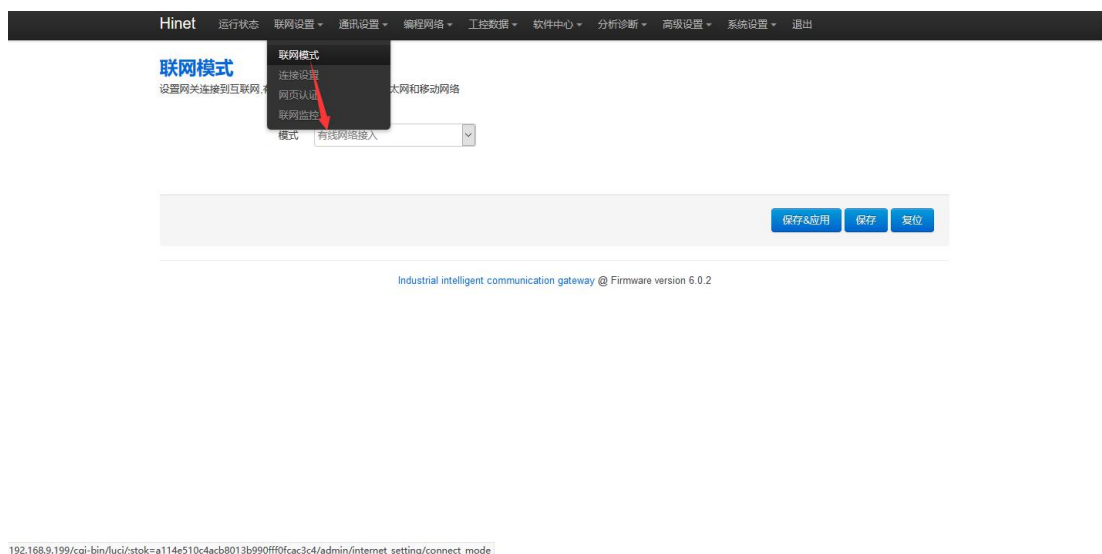 Hinet 运行状态 联网设置 通讯设置 编程网络 工控数据 软件中心 分析诊断 高级设置 系统设置 退出
联网模式
连接设置
网页认证
联网监控
联网模式
设置网关连接到互联网,
太网和移动网络
模式 有线网络接入
保存&应用 保存 复位
Industrial intelligent communication gateway @ Firmware version 6.0.2
192.168.9.199/cgi-bin/luci/;stok=a114e510c4acb8013b990fff0fcac3c4/admin/internet_setting/connect_mode